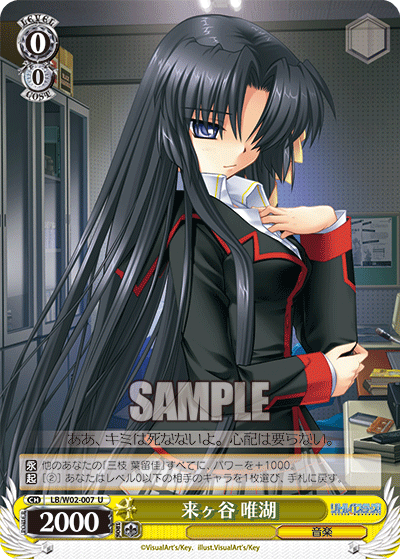 LEVEL
0
0
COST
SAMPLE
ああ、キミは死なないよ。心配は要らない。
永 他のあなたの「三枝 葉留佳」すべてに、パワーを＋1000。
起 [②] あなたはレベル0以下の相手のキャラを1枚選び、手札に戻す。
CH LB/W02-007 U
来ヶ谷 唯湖
2000
音楽
©VisualArt's/Key. illust.VisualArt's/Key.